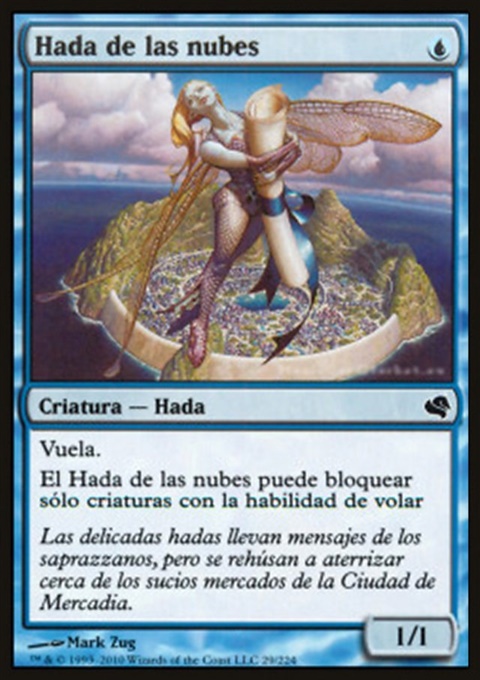 Hada de las nubes
Criatura — Hada
Vuela.
El Hada de las nubes puede bloquear
sólo criaturas con la habilidad de volar
Las delicadas hadas llevan mensajes de los
saprazzanos, pero se rehúsan a aterrizar
cerca de los sucios mercados de la Ciudad de
Mercadia.
1/1
Mark Zug
™ & © 1993-2010 Wizards of the Coast LLC 29/224